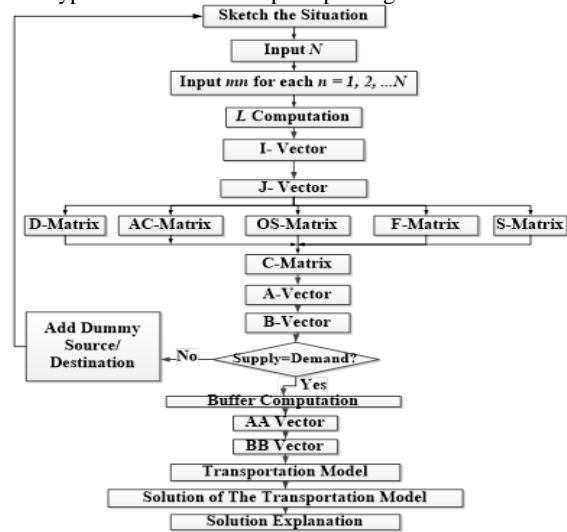 Sketch the Situation
Input N
Input mn for each n = 1, 2, ...N
L Computation
I- Vector
J- Vector
D-Matrix AC-Matrix OS-Matrix F-Matrix S-Matrix
C-Matrix
A-Vector
B-Vector
Add Dummy
Source/
Destination
No
Supply=Demand?
Yes
Buffer Computation
AA Vector
BB Vector
Transportation Model
Solution of The Transportation Model
Solution Explanation